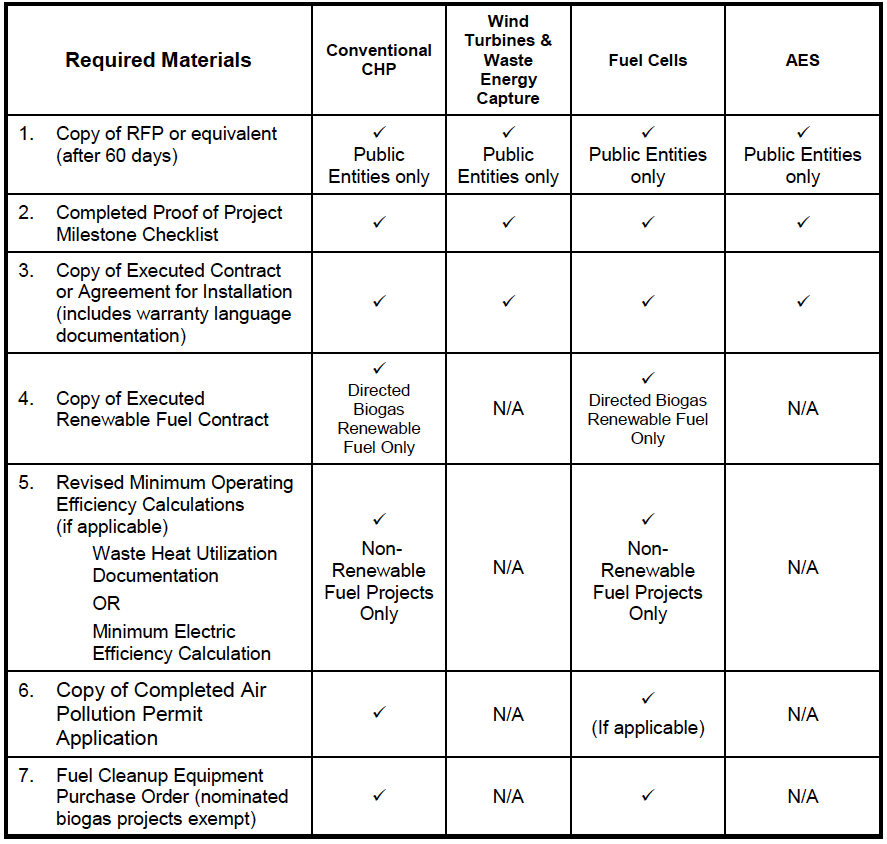 Required Materials
Conventional
CHP
Wind
Turbines &
Waste
Energy
Capture
Fuel Cells
AES
1. Copy of RFP or equivalent
(after 60 days)
✓
Public
Entities only
✓
Public
Entities only
✓
Public Entities
only
✓
Public Entities
only
2. Completed Proof of Project
Milestone Checklist
✓
✓
✓
✓
3. Copy of Executed Contract
or Agreement for Installation
(includes warranty language
documentation)
✓
✓
✓
✓
4. Copy of Executed
Renewable Fuel Contract
✓
Directed
Biogas
Renewable
Fuel Only
N/A
✓
Directed Biogas
Renewable Fuel
Only
N/A
5. Revised Minimum Operating
Efficiency Calculations
(if applicable)
Waste Heat Utilization
Documentation
OR
Minimum Electric
Efficiency Calculation
✓
Non-
Renewable
Fuel Projects
Only
N/A
✓
Non-
Renewable
Fuel Projects
Only
N/A
6. Copy of Completed Air
Pollution Permit
Application
✓
N/A
✓
(If applicable)
N/A
7. Fuel Cleanup Equipment
Purchase Order (nominated
biogas projects exempt)
✓
N/A
✓
N/A